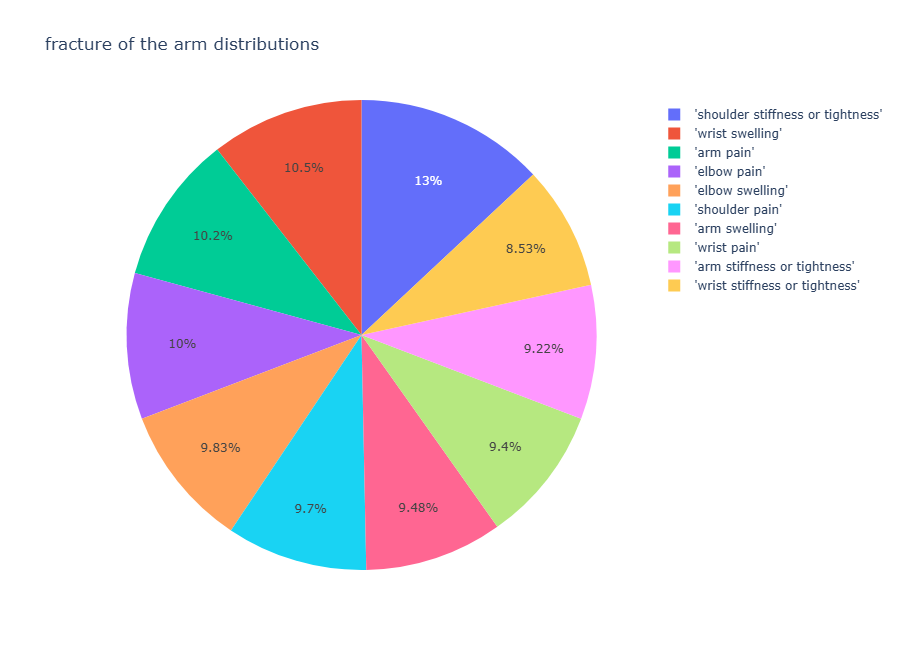 fracture of the arm distributions
'shoulder stiffness or tightness'
'wrist swelling'
'arm pain'
'elbow pain'
'elbow swelling'
'shoulder pain'
'arm swelling'
'wrist pain'
'arm stiffness or tightness'
'wrist stiffness or tightness'
10.5%
13%
10.2%
8.53%
10%
9.22%
9.83%
9.4%
9.7%
9.48%